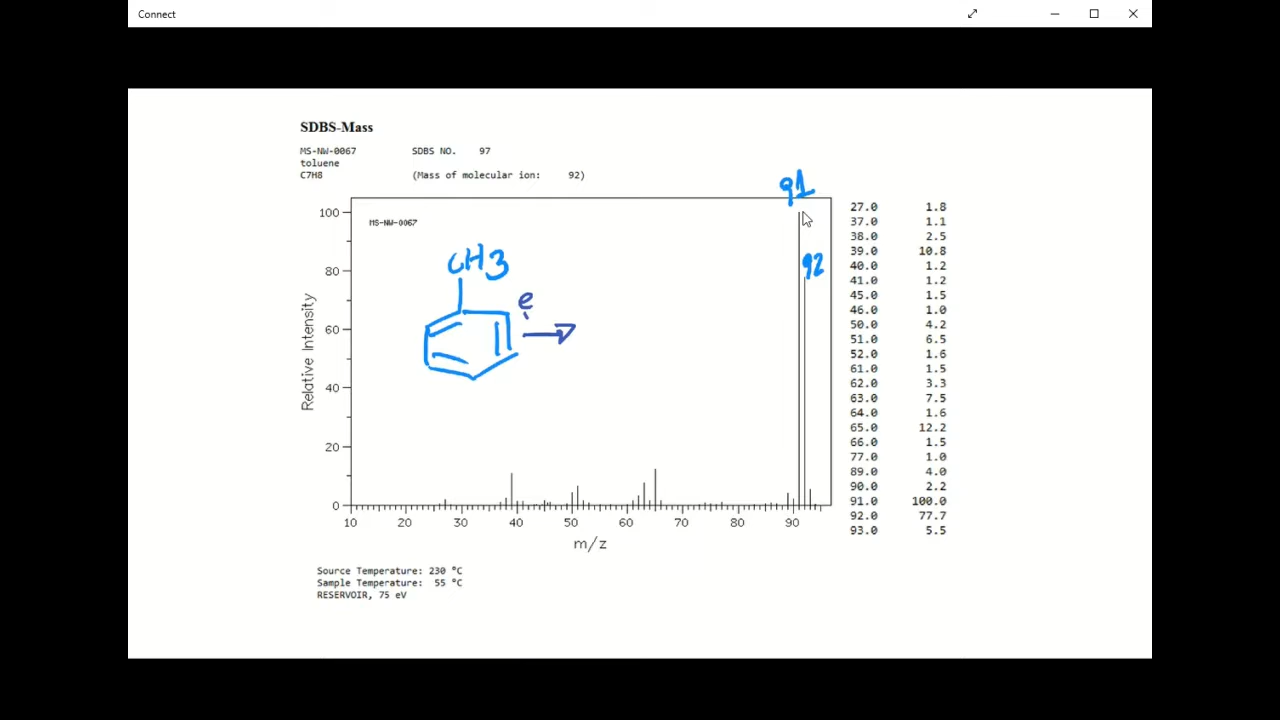 Connect
SDBS-Mass
MS-NW-0067 SDBS NO. 97
toluene
C7H8 (Mass of molecular ion: 92)
91
92
MS-NW-0067
CH3
e
Relative Intensity
100
80
60
40
20
0
10 20 30 40 50 60 70 80 90
m/z
27.0 1.8
37.0 1.1
38.0 2.5
39.0 10.8
40.0 1.2
41.0 1.2
45.0 1.5
46.0 1.0
50.0 4.2
51.0 6.5
52.0 1.6
61.0 1.5
62.0 3.3
63.0 7.5
64.0 1.6
65.0 12.2
66.0 1.5
77.0 1.0
89.0 4.0
90.0 2.2
91.0 100.0
92.0 77.7
93.0 5.5
Source Temperature: 230 °C
Sample Temperature: 55 °C
RESERVOIR, 75 eV